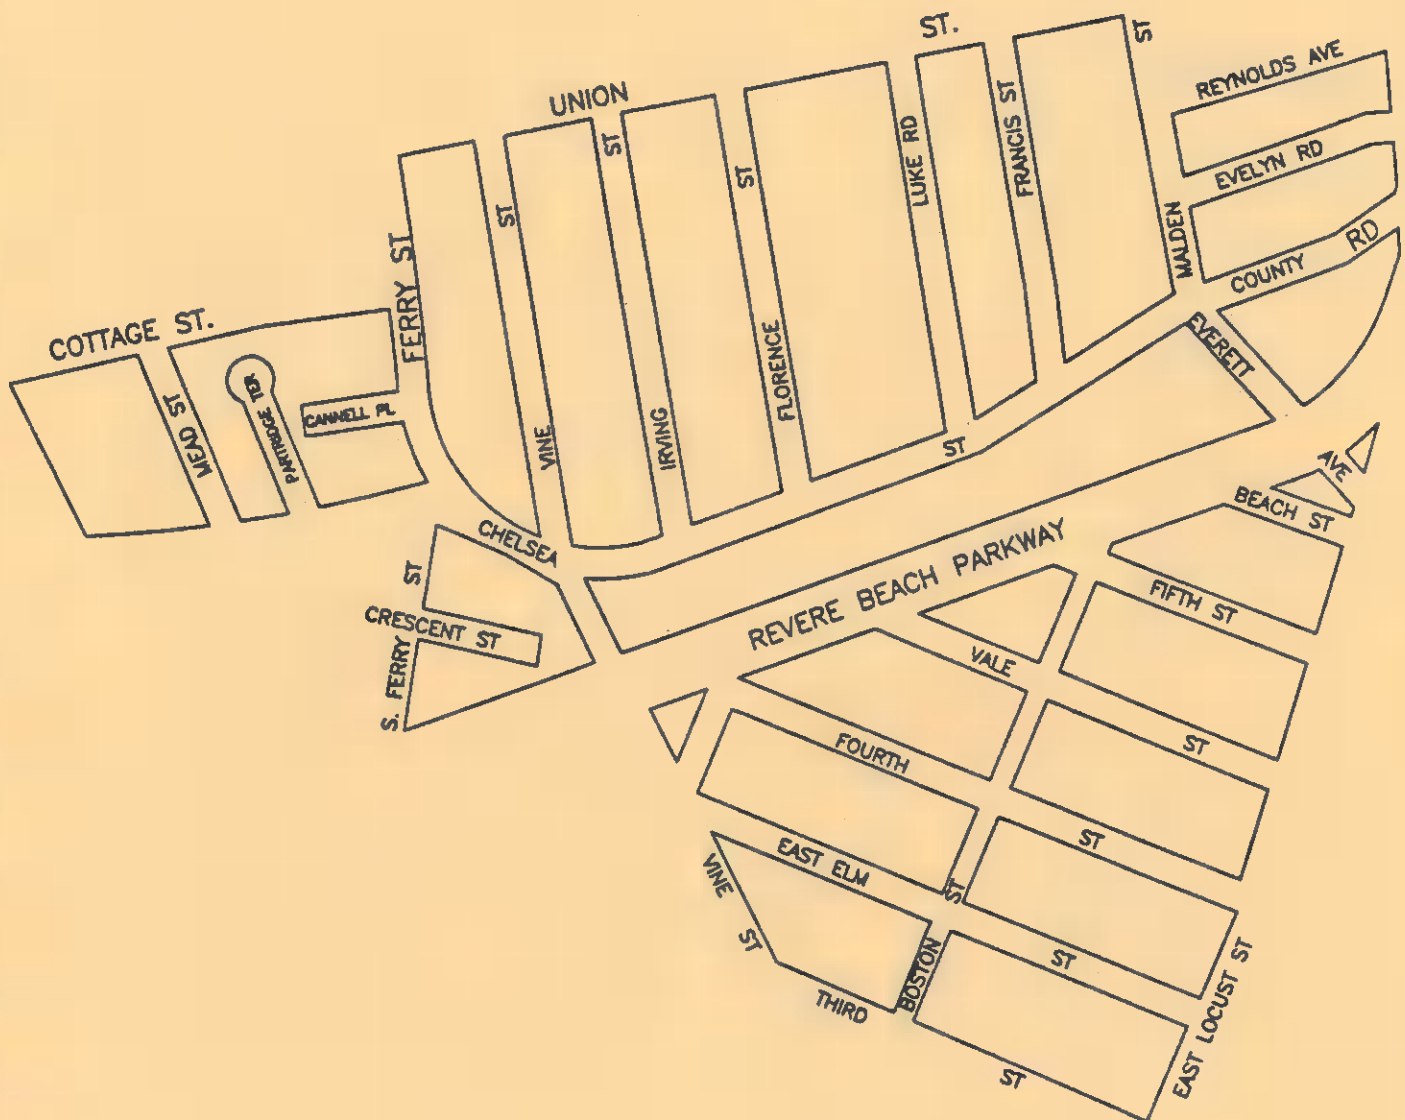 ST.
ST
UNION
REYNOLDS AVE
ST
ST
ST
LUKE RD
FRANCIS ST
EVELYN RD
ST
FERRY ST
MALDEN
COUNTY RD
COTTAGE ST.
EVERETT
MEAD ST
PARTRIDGE TER.
CANNELL PL
FLORENCE
VINE
IRVING
ST
AVE
BEACH ST
CHELSEA
REVERE BEACH PARKWAY
ST
CRESCENT ST
S. FERRY
FIFTH ST
VALE
ST
FOURTH
ST
EAST ELM
ST
VINE
ST
ST
BOSTON
THIRD
ST
EAST LOCUST ST